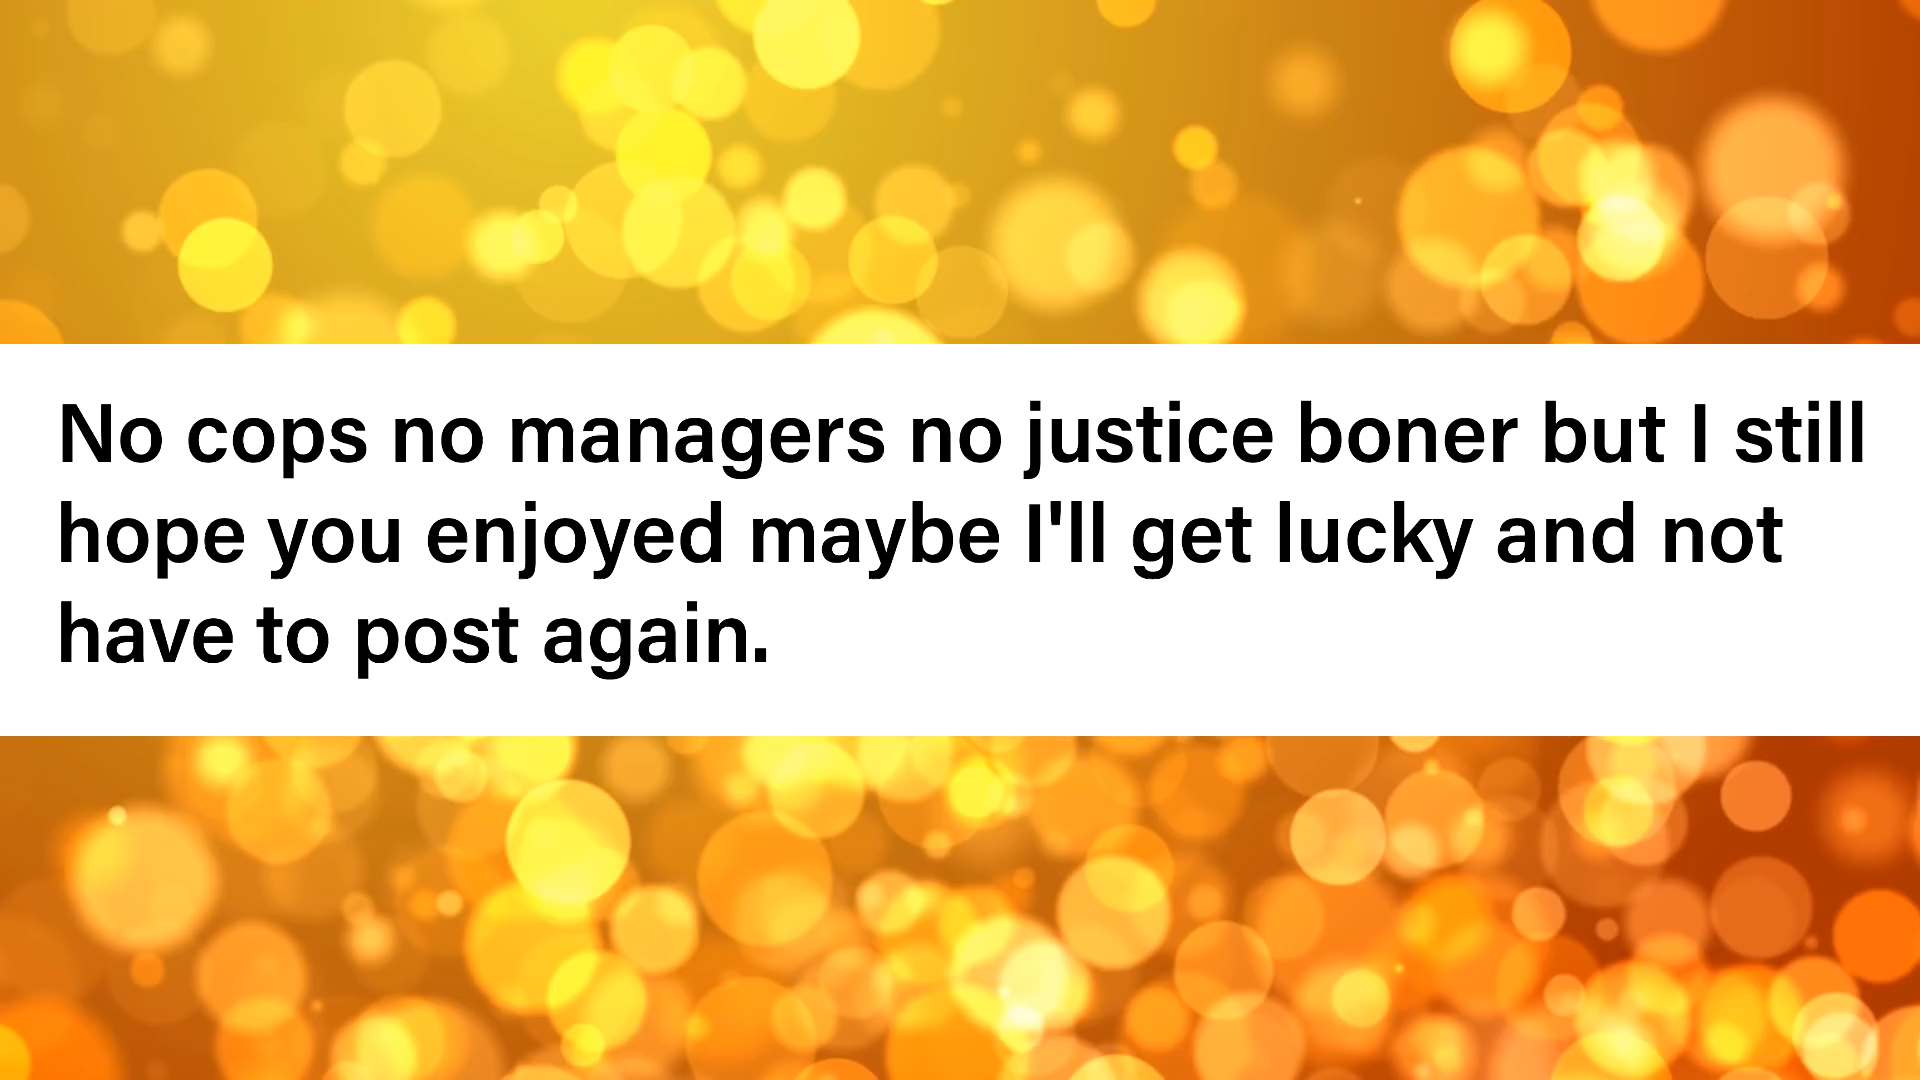 No cops no managers no justice boner but I still
hope you enjoyed maybe I'll get lucky and not
have to post again.